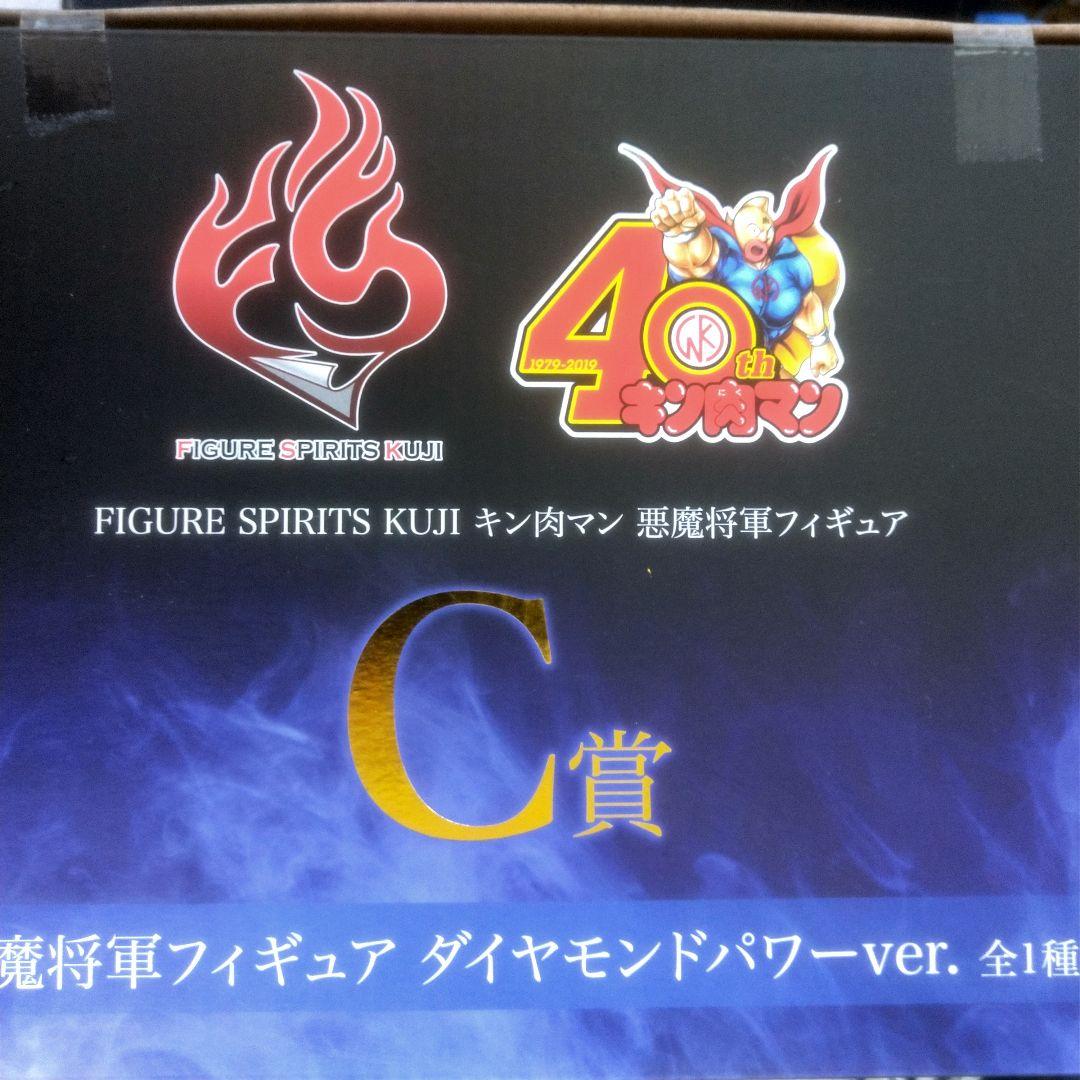 1979-2019
40th
キン肉マン
FIGURE SPIRITS KUJI
FIGURE SPIRITS KUJI キン肉マン 悪魔将軍フィギュア
C賞
魔将軍フィギュア ダイヤモンドパワーver. 全1種